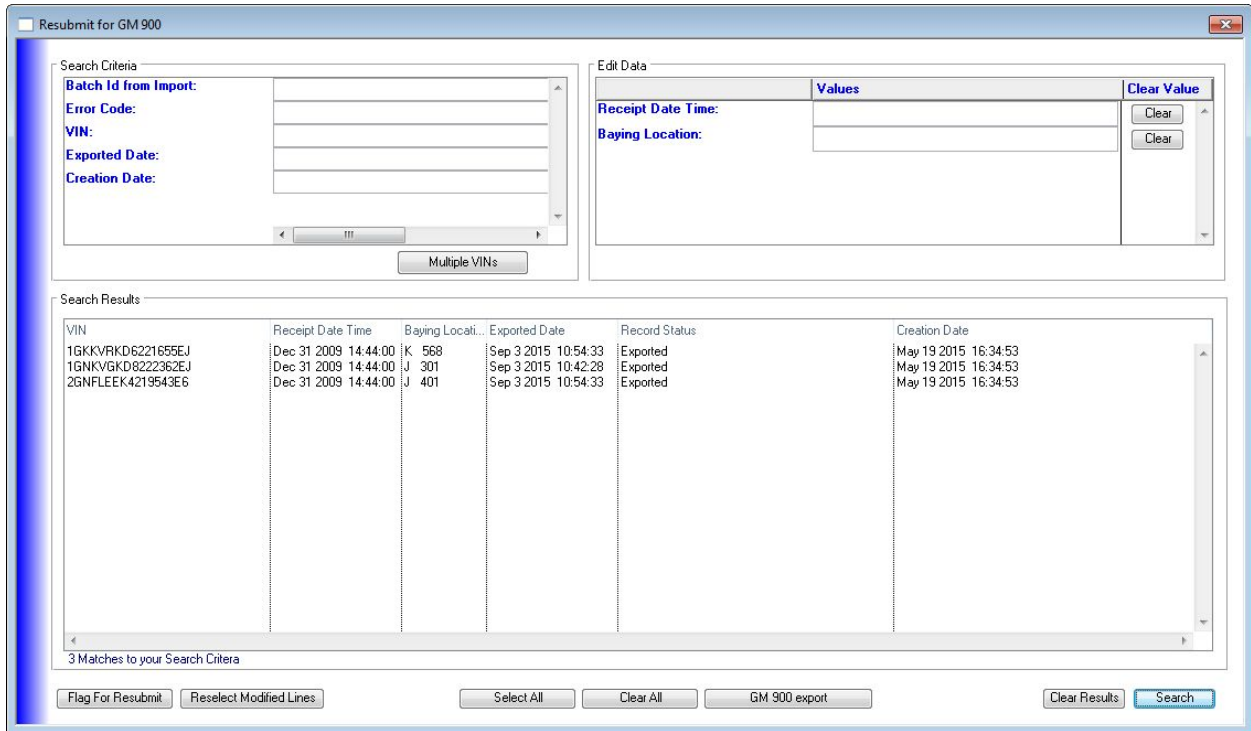 Resubmit for GM 900
Search Criteria
Batch Id from Import:
Error Code:
VIN:
Exported Date:
Creation Date:
Multiple VINs
Edit Data
Values Clear Value
Receipt Date Time: Clear
Baying Location: Clear
Search Results
VIN Receipt Date Time Baying Locati... Exported Date Record Status Creation Date
1GKKVRKD6221655EJ Dec 31 2009 14:44:00 K 568 Sep 3 2015 10:54:33 Exported May 19 2015 16:34:53
1GNKVGKD8222362EJ Dec 31 2009 14:44:00 J 301 Sep 3 2015 10:42:28 Exported May 19 2015 16:34:53
2GNFLEEK4219543E6 Dec 31 2009 14:44:00 J 401 Sep 3 2015 10:54:33 Exported May 19 2015 16:34:53
3 Matches to your Search Critera
Flag For Resubmit Reselect Modified Lines Select All Clear All GM 900 export Clear Results Search